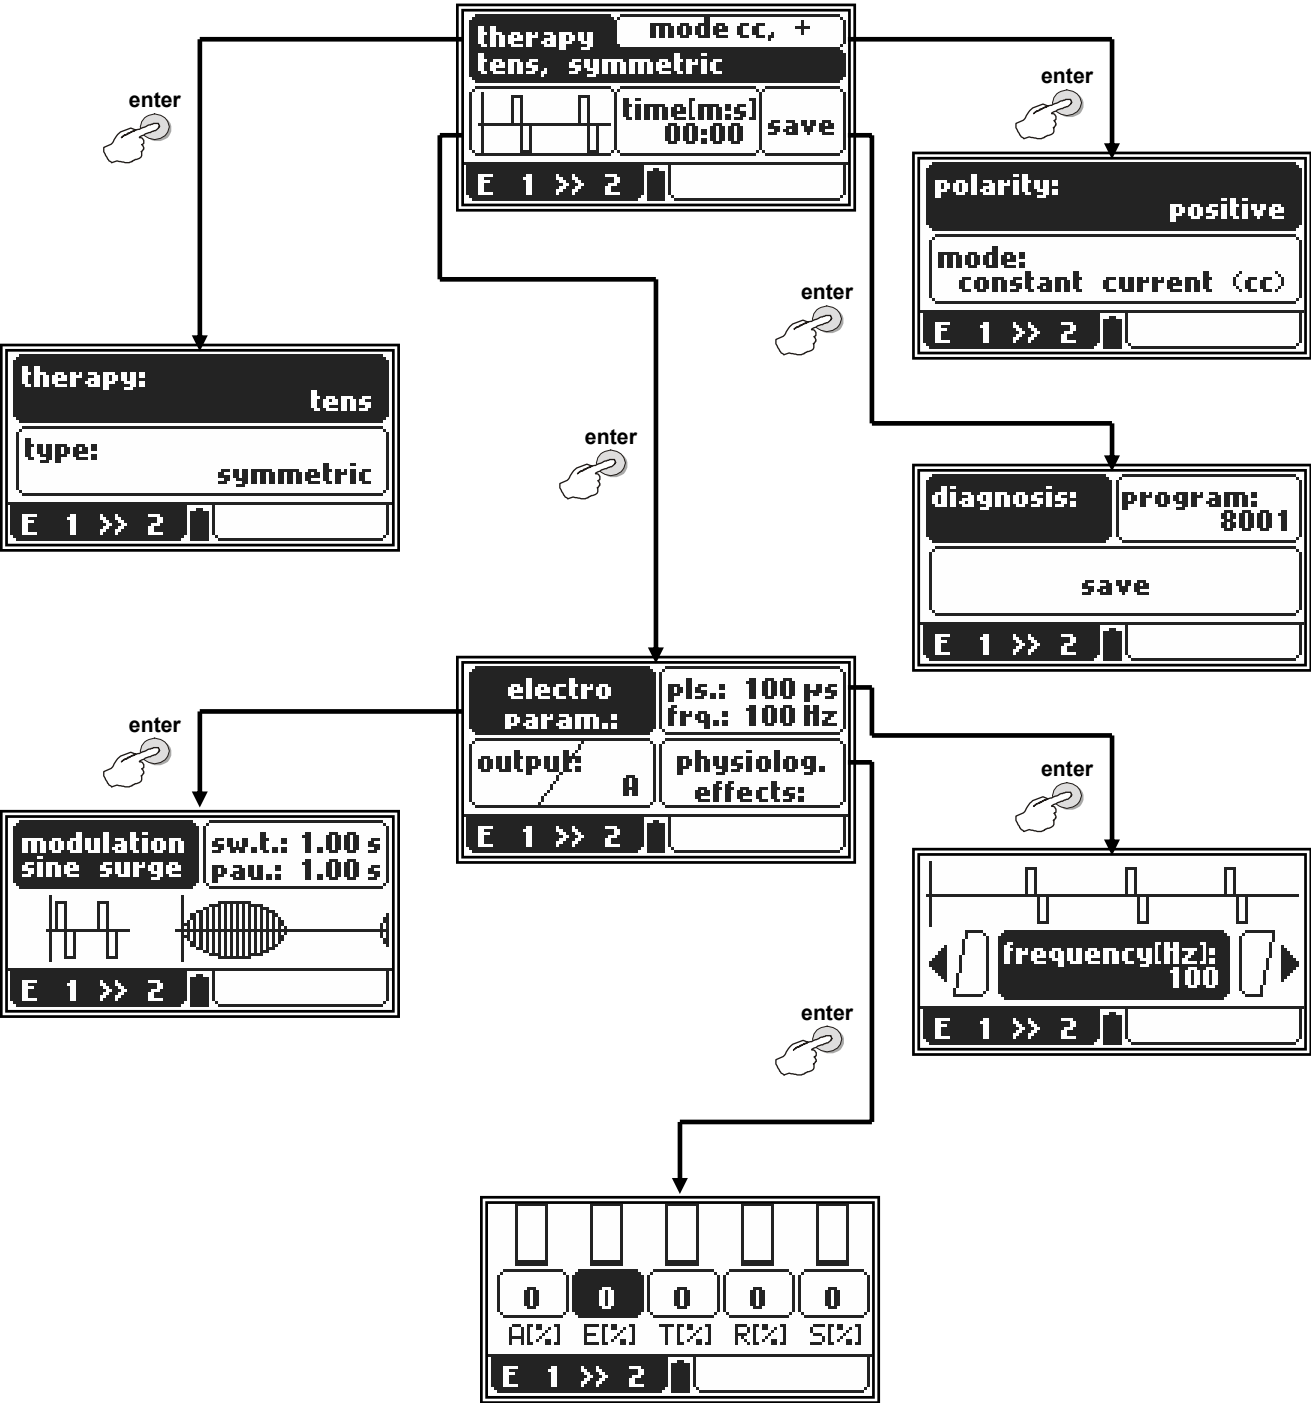 therapy
mode cc, +
tens, symmetric
time[m:s]
00:00
save
E 1 >> 2
enter
enter
polarity:
positive
mode:
constant current (cc)
E 1 >> 2
enter
therapy:
tens
type:
symmetric
E 1 >> 2
enter
diagnosis:
program:
8001
save
E 1 >> 2
electro
param.:
pls.: 100 µs
frq.: 100 Hz
output:
A
physiolog.
effects:
E 1 >> 2
enter
enter
modulation
sine surge
sw.t.: 1.00 s
pau.: 1.00 s
E 1 >> 2
frequency[Hz]:
100
E 1 >> 2
enter
0 0 0 0 0
A[%] E[%] T[%] R[%] S[%]
E 1 >> 2